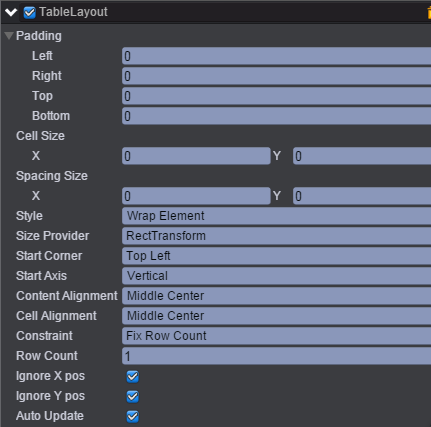 TableLayout
Padding
Left 0
Right 0
Top 0
Bottom 0
Cell Size
X 0 Y 0
Spacing Size
X 0 Y 0
Style Wrap Element
Size Provider RectTransform
Start Corner Top Left
Start Axis Vertical
Content Alignment Middle Center
Cell Alignment Middle Center
Constraint Fix Row Count
Row Count 1
Ignore X pos
Ignore Y pos
Auto Update